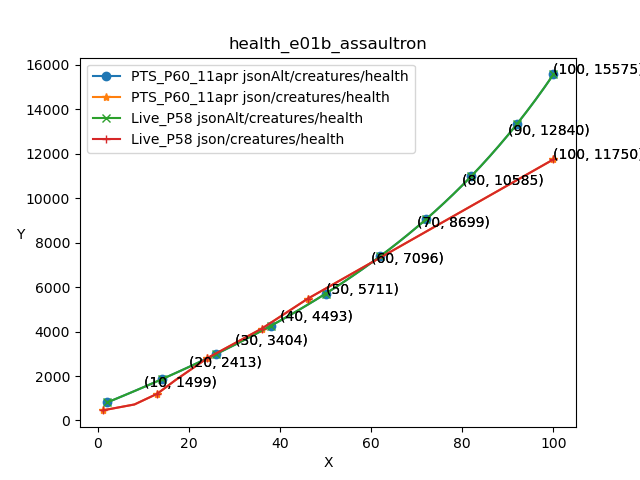 health_e01b_assaultron
PTS_P60_11apr jsonAlt/creatures/health
PTS_P60_11apr json/creatures/health
Live_P58 jsonAlt/creatures/health
Live_P58 json/creatures/health
16000
14000
12000
10000
8000
6000
4000
2000
0
Y
(100, 15575)
(90, 12840)
(100, 11750)
(80, 10585)
(70, 8699)
(60, 7096)
(50, 5711)
(40, 4493)
(30, 3404)
(20, 2413)
(10, 1499)
0 20 40 60 80 100
X